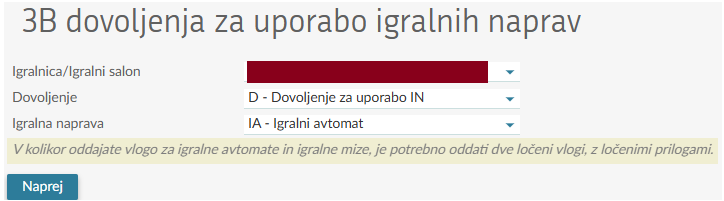 3B dovoljenja za uporabo igralnih naprav
Igralnica/Igralni salon
Dovoljenje D - Dovoljenje za uporabo IN
Igralna naprava IA - Igralni avtomat
V kolikor oddajate vlogo za igralne avtomate in igralne mize, je potrebno oddati dve ločeni vlogi, z ločenimi prilogami.
Naprej